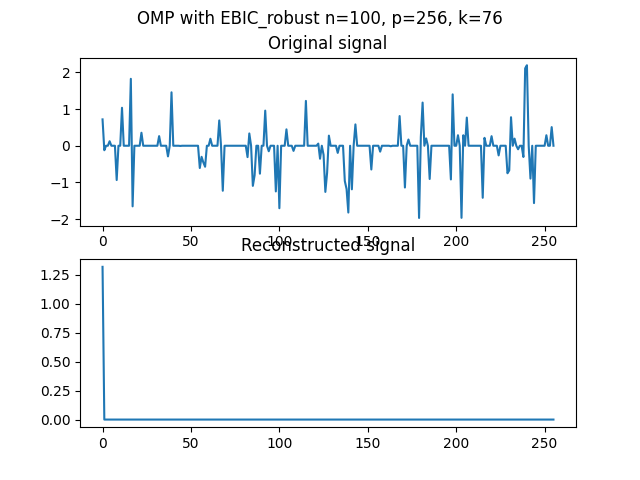 OMP with EBIC_robust n=100, p=256, k=76
Original signal
2
1
0
−1
−2
0 50 100 150 200 250
Reconstructed signal
1.25
1.00
0.75
0.50
0.25
0.00
0 50 100 150 200 250